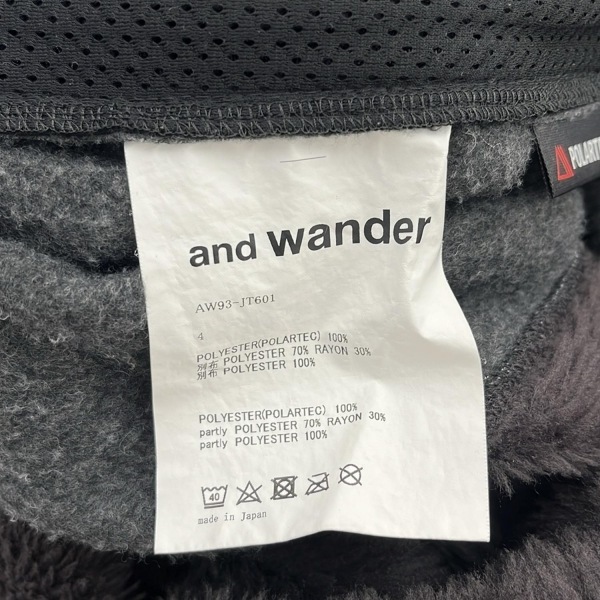 and wander
AW93-JT601
4
POLYESTER(POLARTEC) 100%
別布 POLYESTER 70% RAYON 30%
別布 POLYESTER 100%
POLYESTER(POLARTEC) 100%
partly POLYESTER 70% RAYON 30%
partly POLYESTER 100%
40
made in Japan